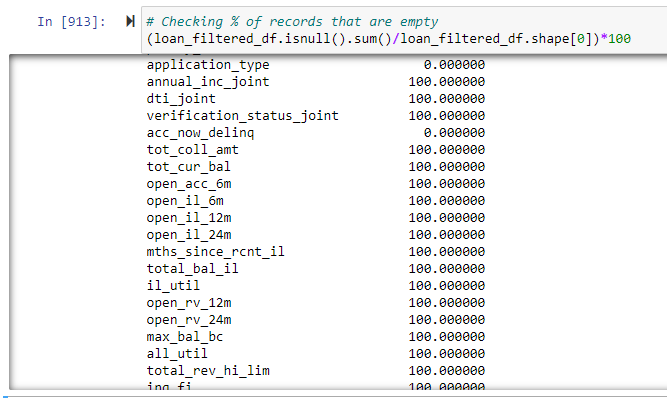 In [913]:
# Checking % of records that are empty
(loan_filtered_df.isnull().sum()/loan_filtered_df.shape[0])*100
application_type 0.000000
annual_inc_joint 100.000000
dti_joint 100.000000
verification_status_joint 100.000000
acc_now_delinq 0.000000
tot_coll_amt 100.000000
tot_cur_bal 100.000000
open_acc_6m 100.000000
open_il_6m 100.000000
open_il_12m 100.000000
open_il_24m 100.000000
mths_since_rcnt_il 100.000000
total_bal_il 100.000000
il_util 100.000000
open_rv_12m 100.000000
open_rv_24m 100.000000
max_bal_bc 100.000000
all_util 100.000000
total_rev_hi_lim 100.000000
inq_fi 100.000000